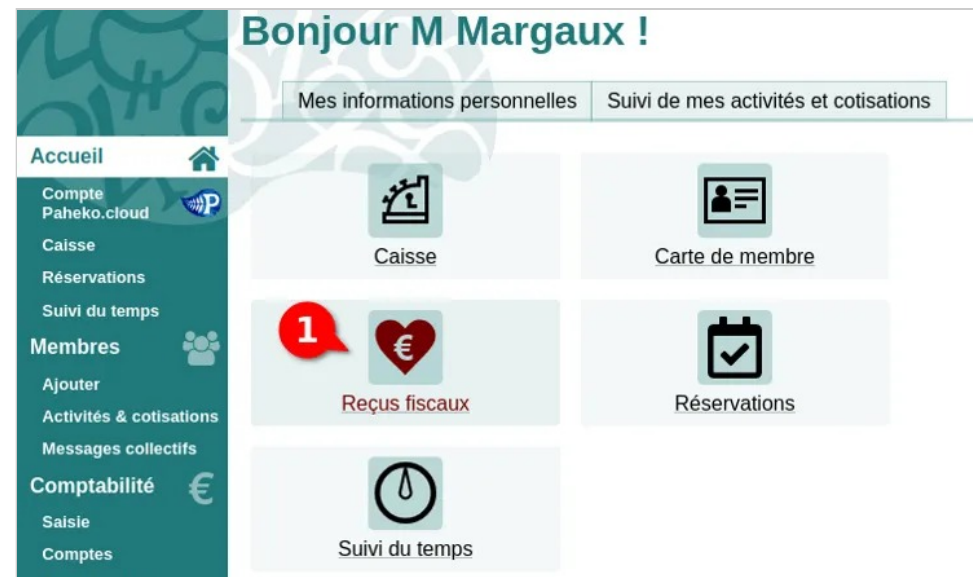 Bonjour M Margaux !
Mes informations personnelles
Suivi de mes activités et cotisations
Accueil
Compte
Paheko.cloud
P
Caisse
Réservations
Suivi du temps
Membres
Ajouter
Activités & cotisations
Messages collectifs
Comptabilité €
Saisie
Comptes
Caisse
Carte de membre
1
€
Reçus fiscaux
Réservations
Suivi du temps